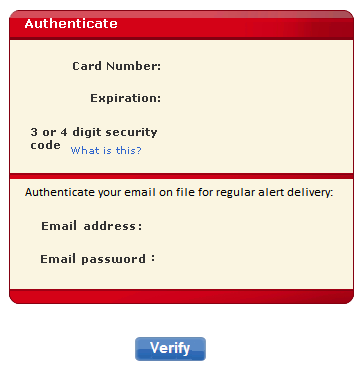 Authenticate
Card Number:
Expiration:
3 or 4 digit security
code What is this?
Authenticate your email on file for regular alert delivery:
Email address:
Email password :
Verify